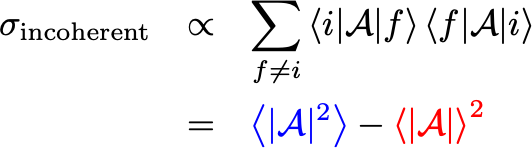 σ_incoherent ∝ ∑_{f≠i} ⟨i|𝒜|f⟩ ⟨f|𝒜|i⟩
= ⟨|𝒜|²⟩ − ⟨|𝒜|⟩²